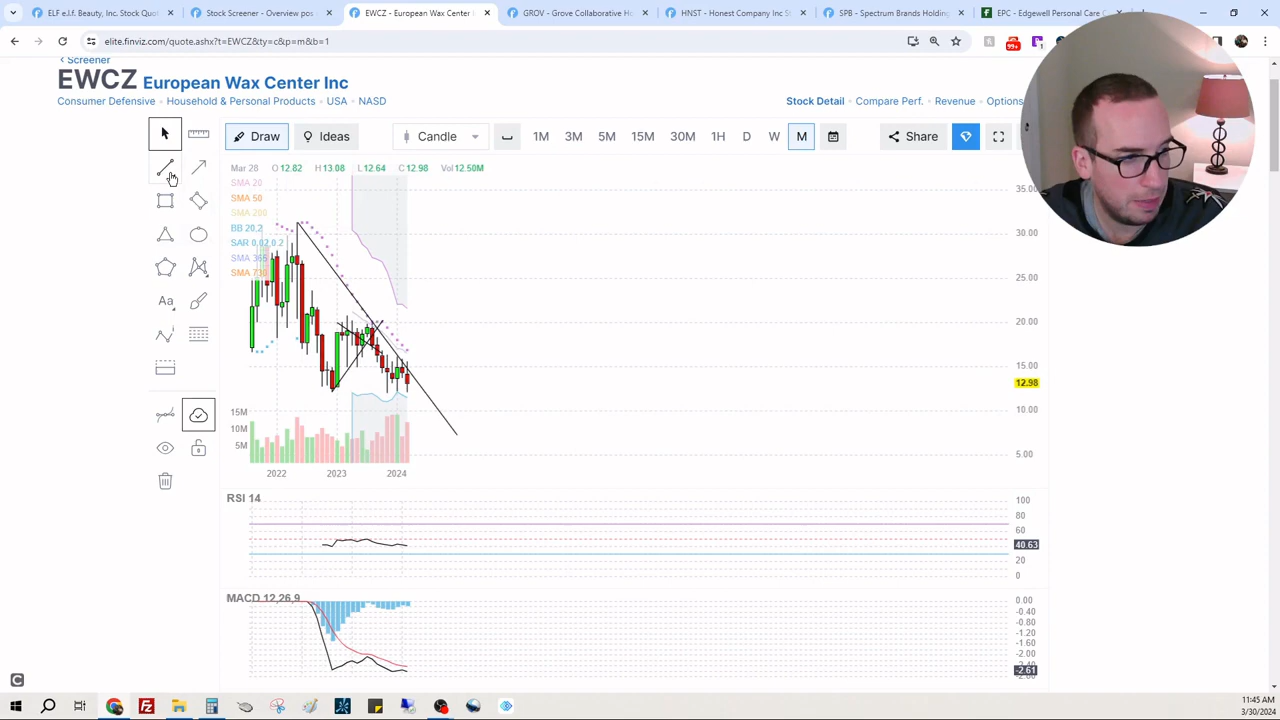 ELF e.l.f. Beauty, Inc. Stock Quot
Stock Screener - Overview pos
EWCZ - European Wax Center In
GROV - Grove Collaborative H
HNST - Honest Company Inc S
SPB - Spectrum Brands Holding
EPC - Edgewell Personal Care C
elite.finviz.com/quote.ashx?t=EWCZ&ty=c&p=m&b=1
99+
1
‹ Screener
EWCZ European Wax Center Inc
Consumer Defensive • Household & Personal Products • USA • NASD
Stock Detail • Compare Perf. • Revenue • Options
Draw
Ideas
Candle
1M 3M 5M 15M 30M 1H D W M
Share
Mar 28 O 12.82 H 13.08 L 12.64 C 12.98 Vol 12.50M
SMA 20
SMA 50
SMA 200
BB 20,2
SAR 0.02,0.2
SMA 365
SMA 730
Aa
35.00
30.00
25.00
20.00
15.00
12.98
10.00
5.00
15M
10M
5M
2022 2023 2024
RSI 14
100
80
60
40.63
20
0
MACD 12,26,9
0.00
-0.40
-0.80
-1.20
-1.60
-2.00
-2.61
C
11:45 AM
3/30/2024